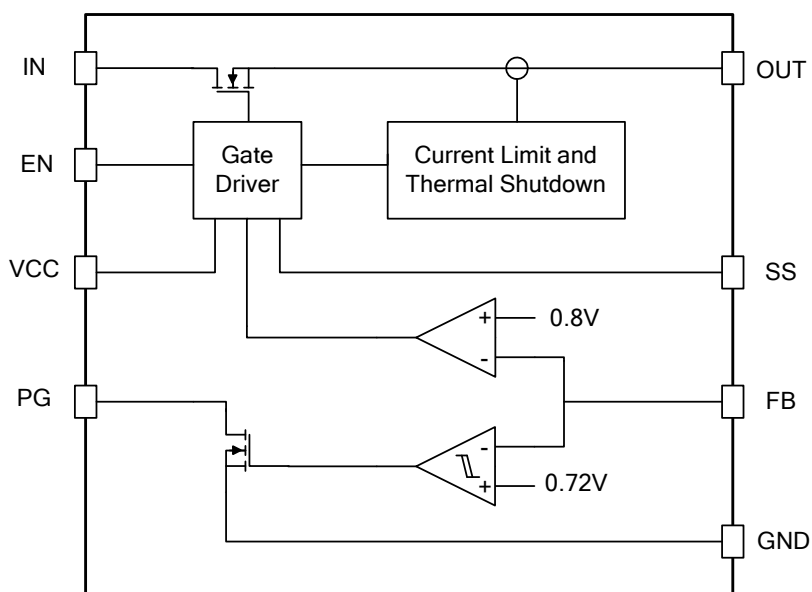 IN
OUT
EN
Gate
Driver
Current Limit and
Thermal Shutdown
VCC
SS
+
0.8V
-
PG
FB
-
+
0.72V
GND